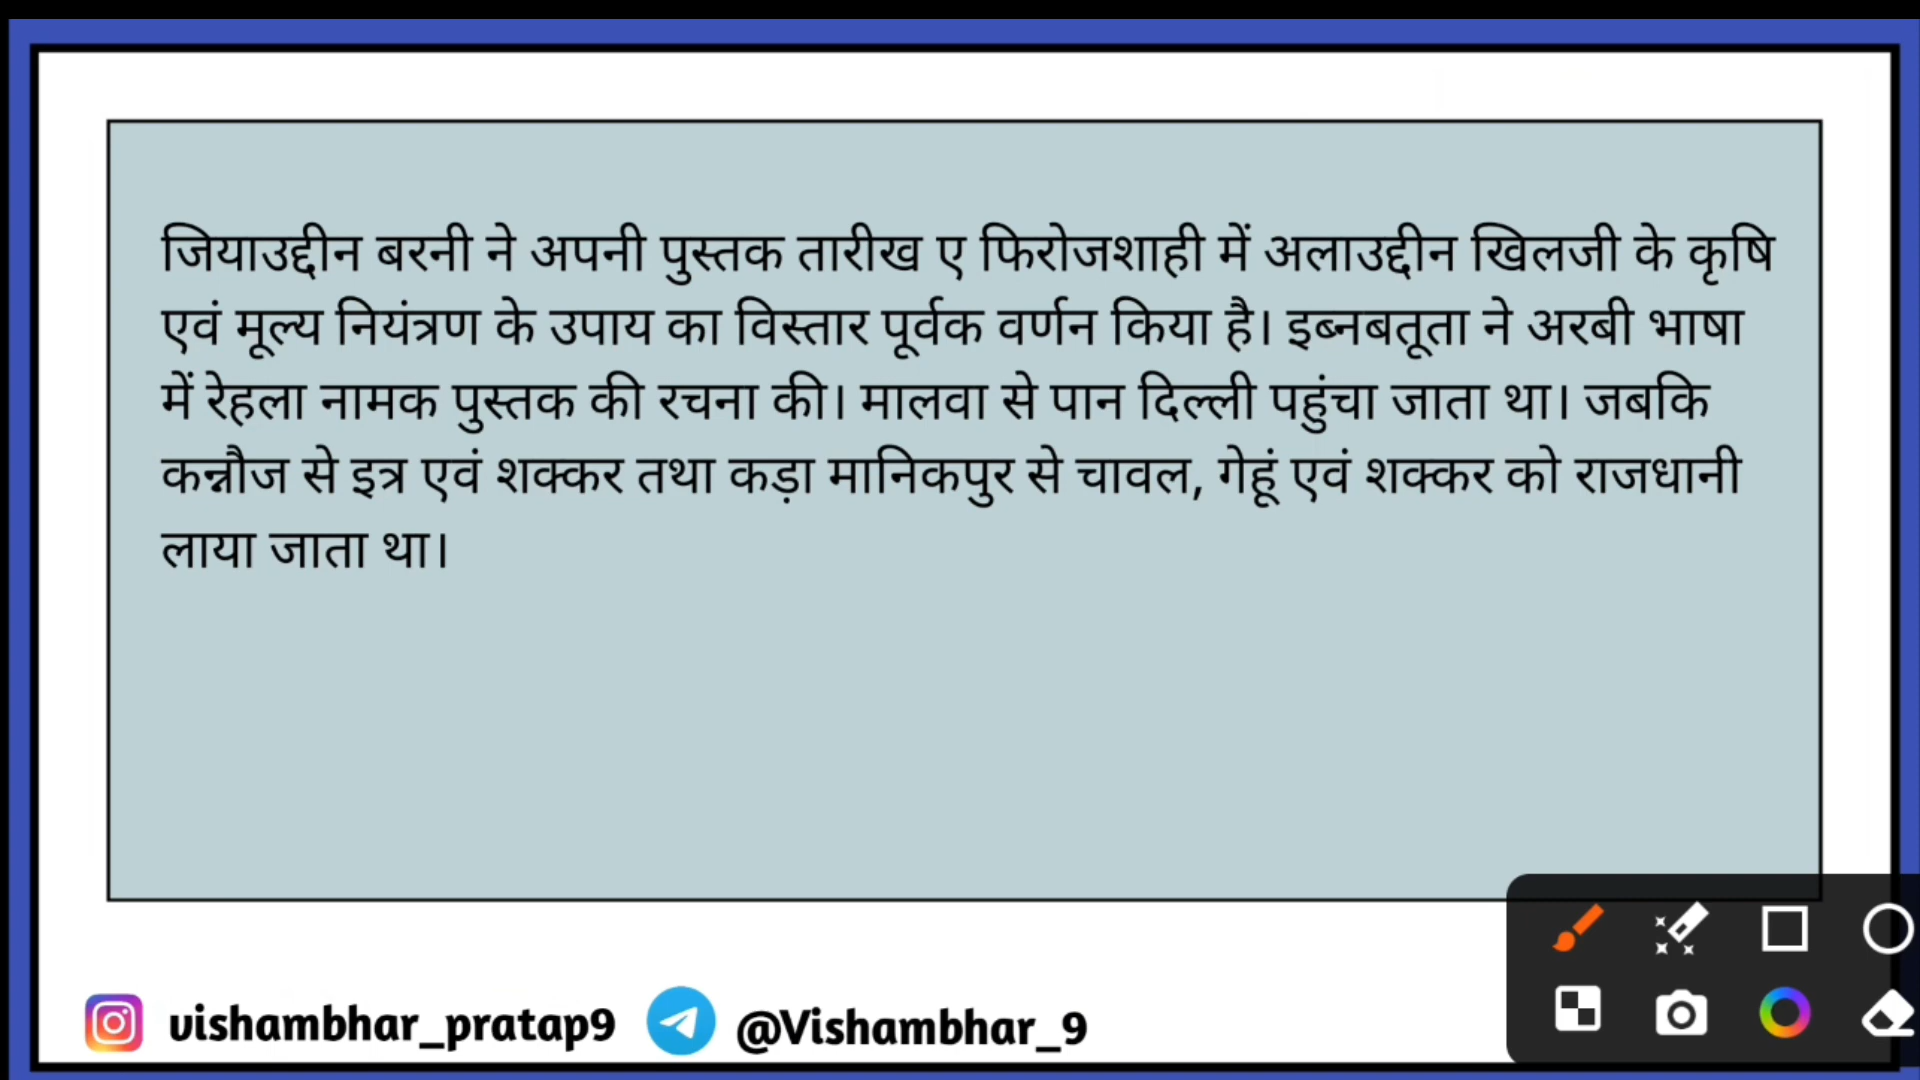 जियाउद्दीन बरनी ने अपनी पुस्तक तारीख ए फिरोजशाही में अलाउद्दीन खिलजी के कृषि
एवं मूल्य नियंत्रण के उपाय का विस्तार पूर्वक वर्णन किया है। इब्नबतूता ने अरबी भाषा
में रेहला नामक पुस्तक की रचना की। मालवा से पान दिल्ली पहुंचा जाता था। जबकि
कन्नौज से इत्र एवं शक्कर तथा कड़ा मानिकपुर से चावल, गेहूं एवं शक्कर को राजधानी
लाया जाता था।
vishambhar_pratap9 @Vishambhar_9